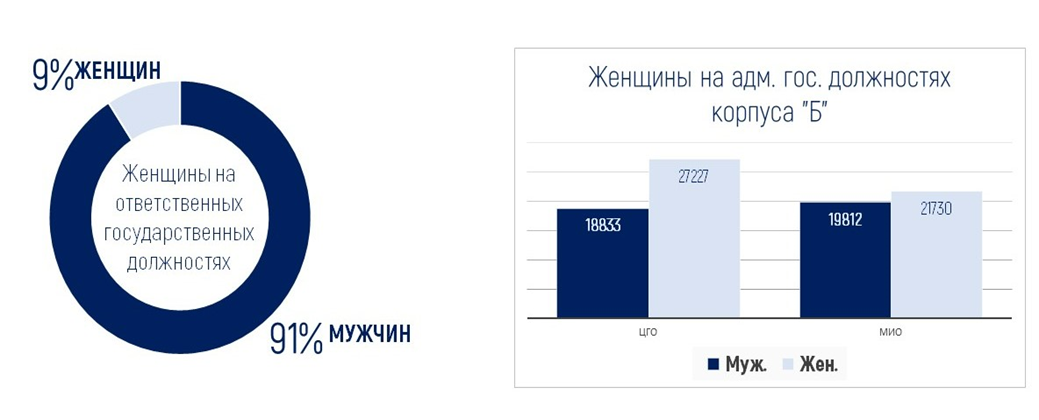 9% ЖЕНЩИН
Женщины на
ответственных
государственных
должностях
91% МУЖЧИН
Женщины на адм. гос. должностях
корпуса "Б"
18833
27227
19812
21730
ЦГО
МИО
Муж.
Жен.